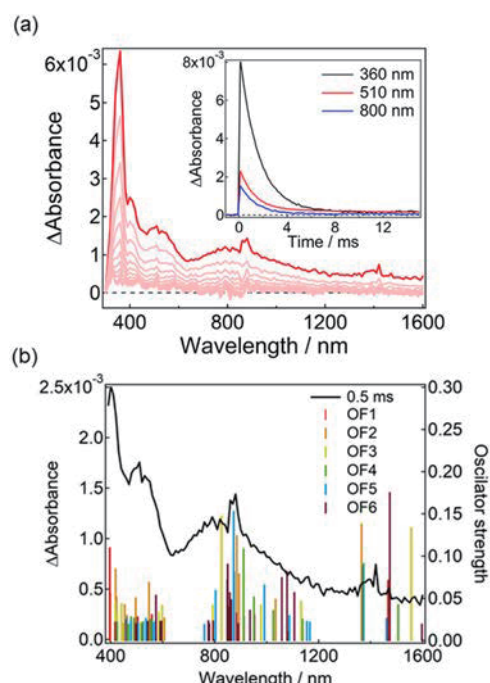 (a)
6x10⁻³
5
4
3
2
1
0
ΔAbsorbance
400
800
1200
1600
Wavelength / nm
8x10⁻³
6
4
2
0
ΔAbsorbance
360 nm
510 nm
800 nm
0
4
8
12
Time / ms
(b)
2.5x10⁻³
2.0
1.5
1.0
0.5
0.0
ΔAbsorbance
0.5 ms
OF1
OF2
OF3
OF4
OF5
OF6
0.30
0.25
0.20
0.15
0.10
0.05
0.00
Oscilator strength
400
800
1200
1600
Wavelength / nm